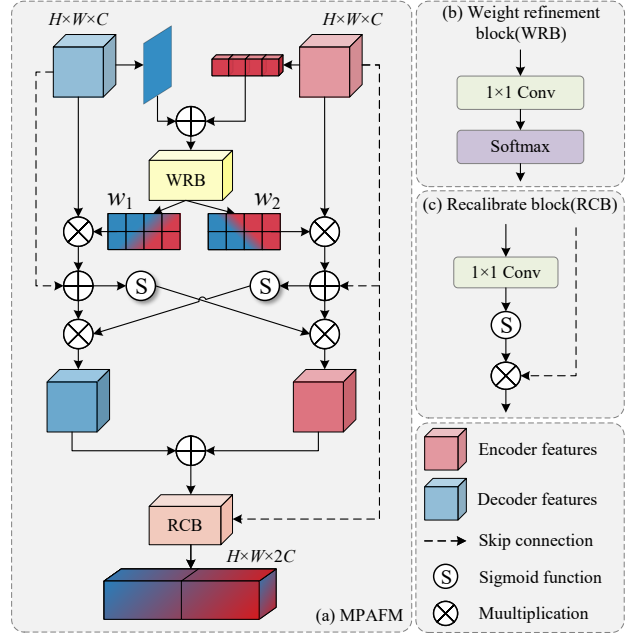 H×W×C
H×W×C
WRB
w1
w2
S
S
RCB
H×W×2C
(a) MPAFM
(b) Weight refinement
block(WRB)
1×1 Conv
Softmax
(c) Recalibrate block(RCB)
1×1 Conv
S
Encoder features
Decoder features
Skip connection
S Sigmoid function
Muultiplication